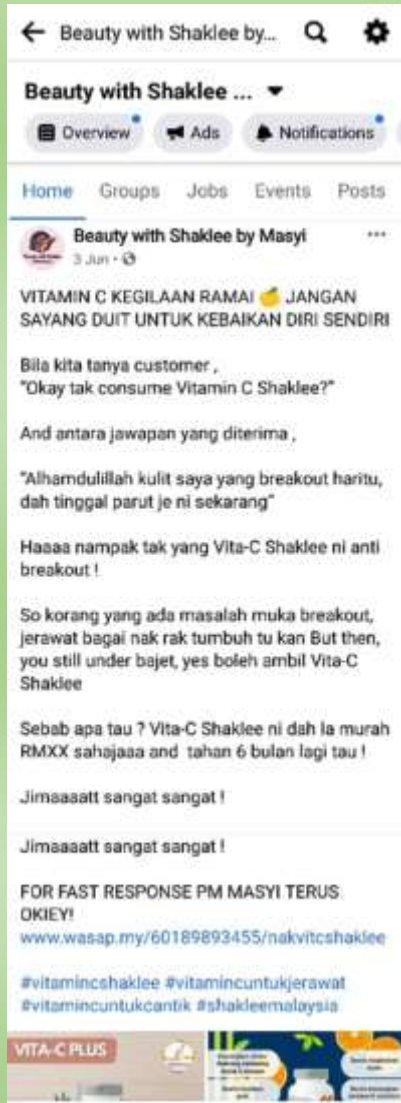 Beauty with Shaklee by...
Beauty with Shaklee ...
Overview Ads Notifications
Home Groups Jobs Events Posts
Beauty with Shaklee by Masyi
3 Jun
VITAMIN C KEGILAAN RAMAI 🍊 JANGAN
SAYANG DUIT UNTUK KEBAIKAN DIRI SENDIRI
Bila kita tanya customer ,
"Okay tak consume Vitamin C Shaklee?"
And antara jawapan yang diterima ,
"Alhamdulillah kulit saya yang breakout haritu,
dah tinggal parut je ni sekarang"
Haaaa nampak tak yang Vita-C Shaklee ni anti
breakout !
So korang yang ada masalah muka breakout,
jerawat bagai nak rak tumbuh tu kan But then,
you still under bajet, yes boleh ambil Vita-C
Shaklee
Sebab apa tau ? Vita-C Shaklee ni dah la murah
RMXX sahajaaa and tahan 6 bulan lagi tau !
Jimaaaatt sangat sangat !
Jimaaaatt sangat sangat !
FOR FAST RESPONSE PM MASYI TERUS
OKIEY!
www.wasap.my/60189893455/nakvitcshaklee
#vitamincshaklee #vitamincuntukjerawat
#vitamincuntukcantik #shakleemalaysia
VITA-C PLUS